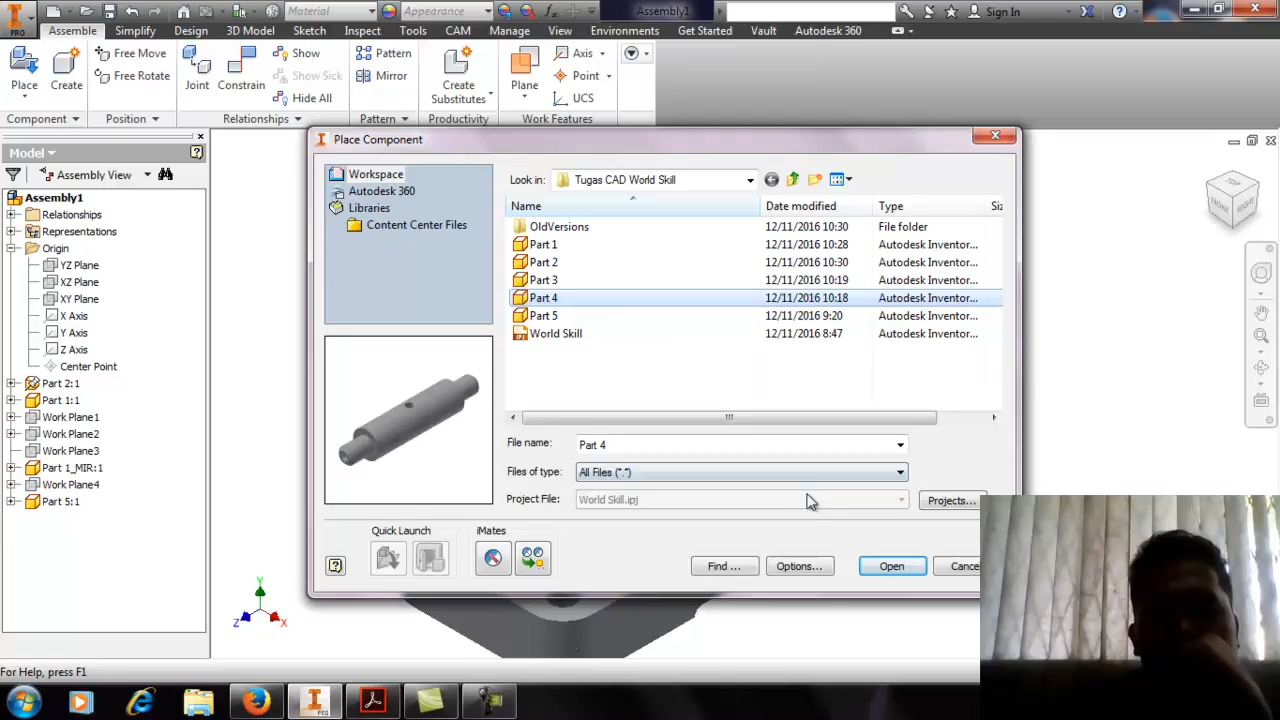 PRO
Material
Appearance
Assembly1
Sign In
Assemble Simplify Design 3D Model Sketch Inspect Tools CAM Manage View Environments Get Started Vault Autodesk 360
Place
Create
Free Move
Free Rotate
Joint
Constrain
Show
Show Sick
Hide All
Pattern
Mirror
Create
Substitutes
Plane
Axis
Point
UCS
Component
Position
Relationships
Pattern
Productivity
Work Features
Model
Assembly View
Assembly1
Relationships
Representations
Origin
YZ Plane
XZ Plane
XY Plane
X Axis
Y Axis
Z Axis
Center Point
Part 2:1
Part 1:1
Work Plane1
Work Plane2
Work Plane3
Part 1_MIR:1
Work Plane4
Part 5:1
Place Component
Workspace
Autodesk 360
Libraries
Content Center Files
Look in: Tugas CAD World Skill
Name Date modified Type Siz
OldVersions 12/11/2016 10:30 File folder
Part 1 12/11/2016 10:28 Autodesk Inventor...
Part 2 12/11/2016 10:30 Autodesk Inventor...
Part 3 12/11/2016 10:19 Autodesk Inventor...
Part 4 12/11/2016 10:18 Autodesk Inventor...
Part 5 12/11/2016 9:20 Autodesk Inventor...
World Skill 12/11/2016 8:47 Autodesk Inventor...
File name: Part 4
Files of type: All Files (*.*)
Project File: World Skill.ipj
Projects...
Quick Launch
iMates
Find ...
Options...
Open
Cance
TOP
FRONT
RIGHT
Y
Z
X
For Help, press F1
PRO